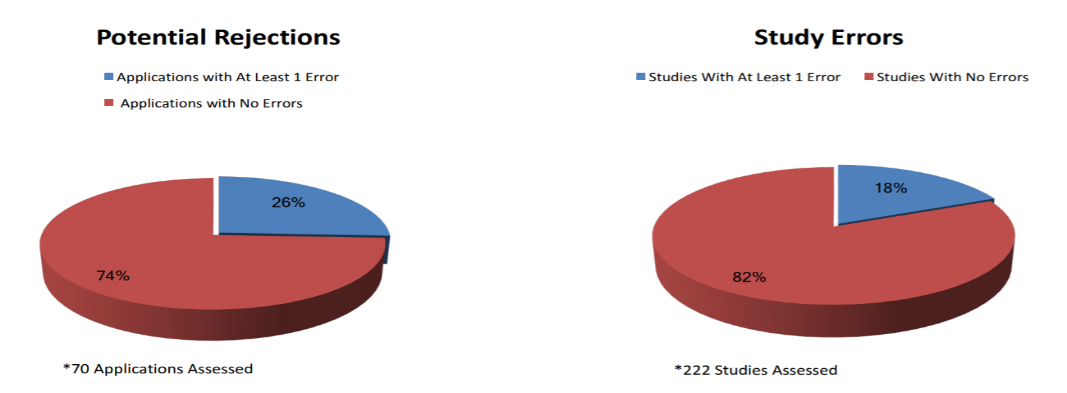 Potential Rejections
Applications with At Least 1 Error
Applications with No Errors
26%
74%
*70 Applications Assessed
Study Errors
Studies With At Least 1 Error
Studies With No Errors
18%
82%
*222 Studies Assessed